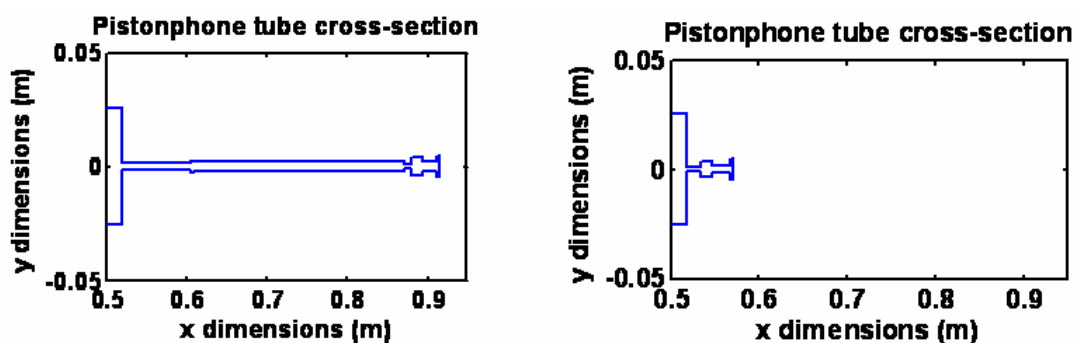 Pistonphone tube cross-section
y dimensions (m)
0.05
0
-0.05
0.5 0.6 0.7 0.8 0.9
x dimensions (m)
Pistonphone tube cross-section
y dimensions (m)
0.05
0
-0.05
0.5 0.6 0.7 0.8 0.9
x dimensions (m)